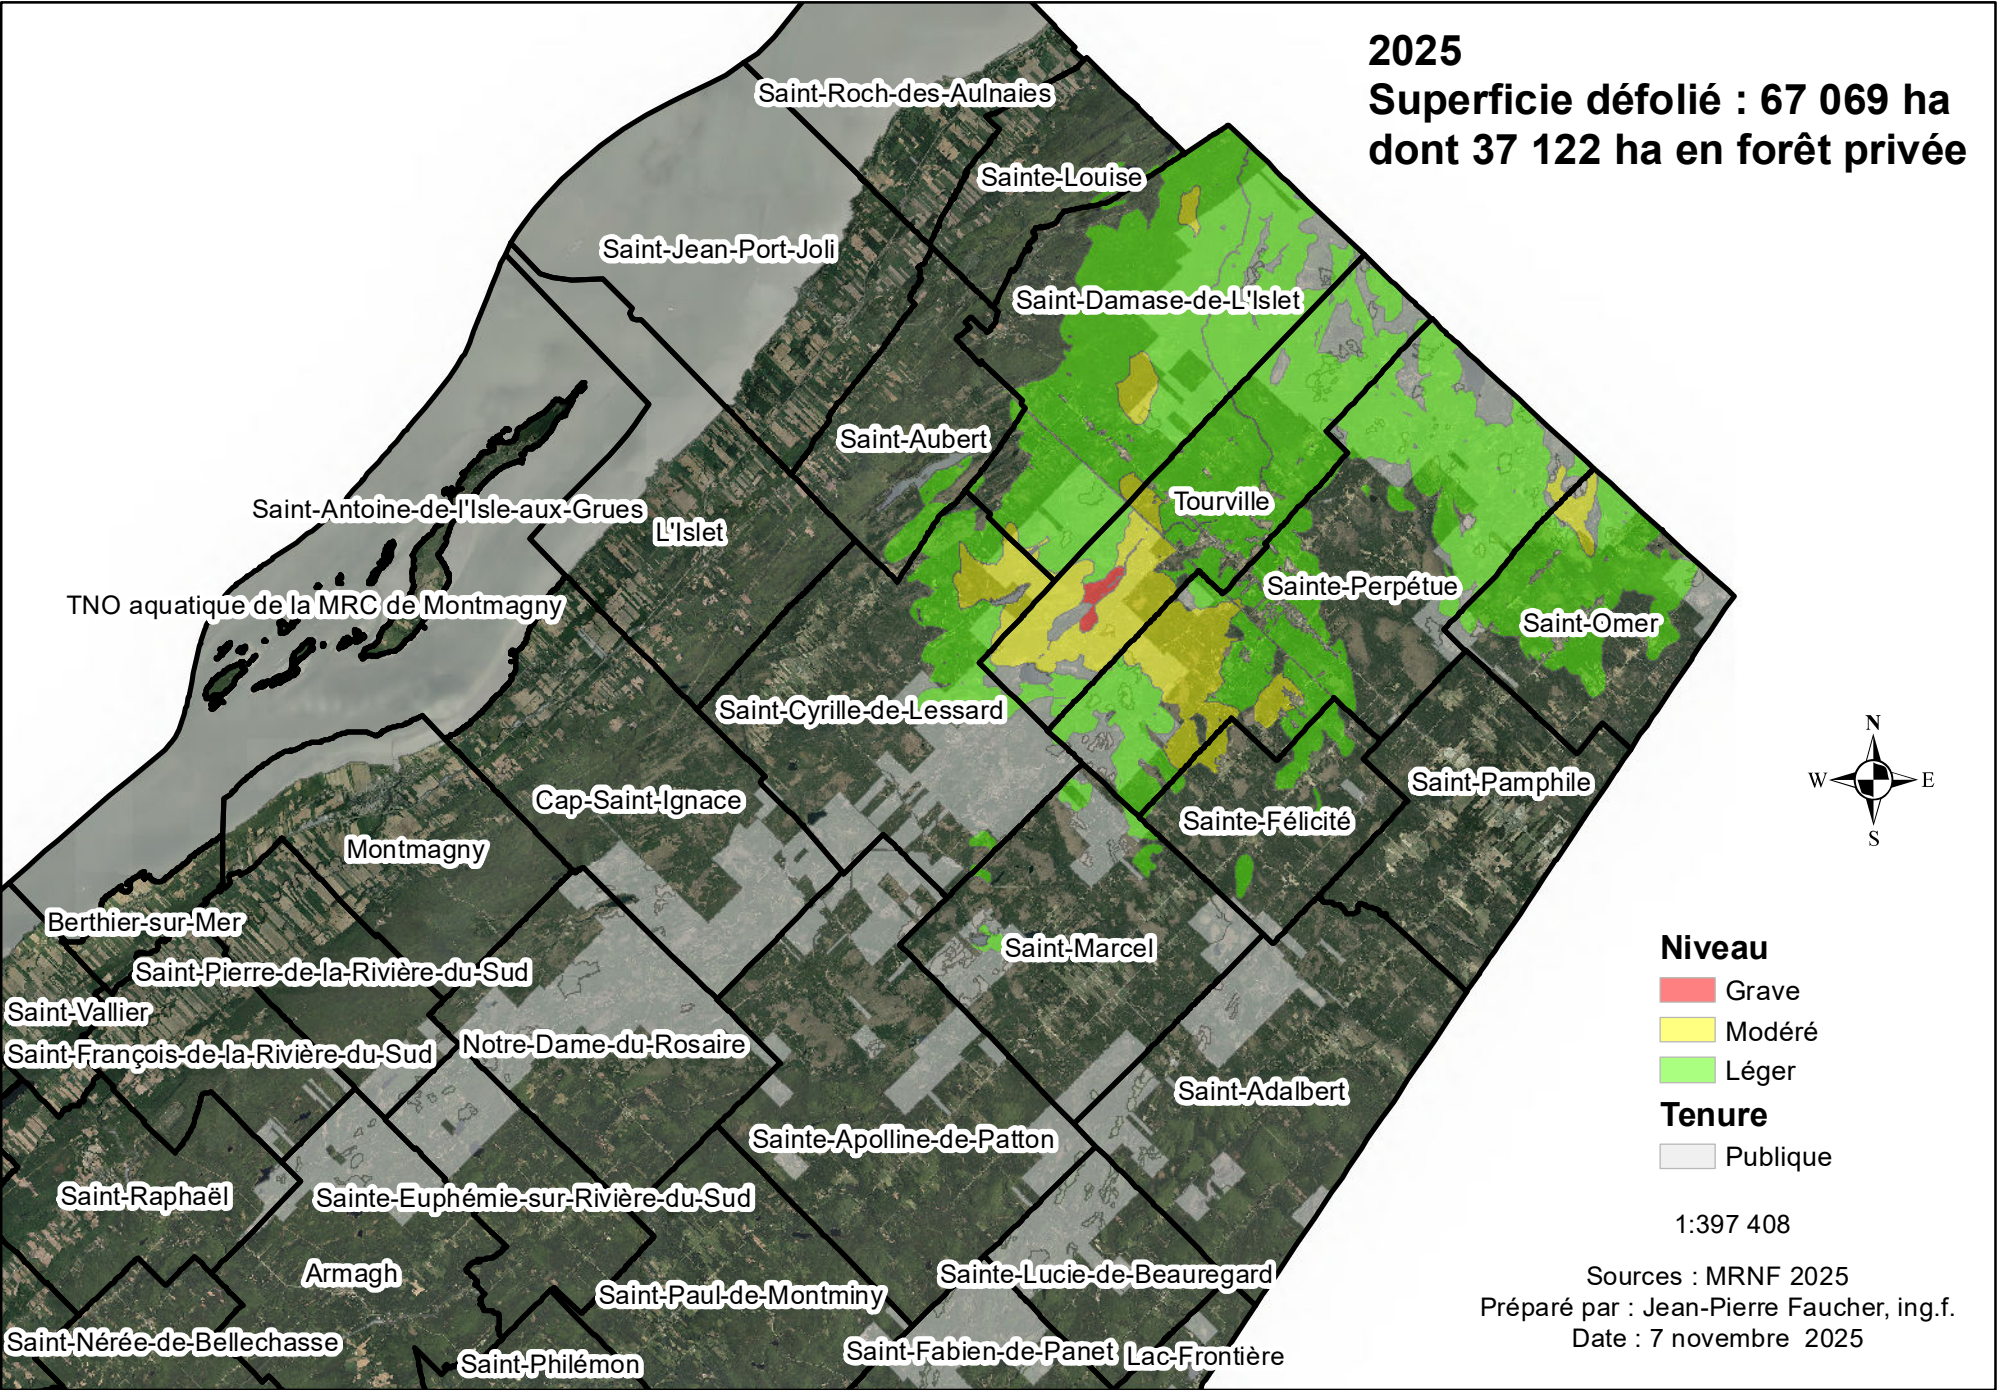 2025
Superficie défolié : 67 069 ha
dont 37 122 ha en forêt privée
Saint-Roch-des-Aulnaies
Sainte-Louise
Saint-Jean-Port-Joli
Saint-Damase-de-L'Islet
Saint-Aubert
Tourville
Saint-Antoine-de-l'Isle-aux-Grues
L'Islet
Sainte-Perpétue
TNO aquatique de la MRC de Montmagny
Saint-Omer
Saint-Cyrille-de-Lessard
N
W E
S
Saint-Pamphile
Cap-Saint-Ignace
Sainte-Félicité
Montmagny
Berthier-sur-Mer
Saint-Marcel
Saint-Pierre-de-la-Rivière-du-Sud
Saint-Vallier
Saint-François-de-la-Rivière-du-Sud
Notre-Dame-du-Rosaire
Saint-Adalbert
Sainte-Apolline-de-Patton
Saint-Raphaël
Sainte-Euphémie-sur-Rivière-du-Sud
Armagh
Sainte-Lucie-de-Beauregard
Saint-Paul-de-Montminy
Saint-Nérée-de-Bellechasse
Saint-Philémon
Saint-Fabien-de-Panet
Lac-Frontière
Niveau
Grave
Modéré
Léger
Tenure
Publique
1:397 408
Sources : MRNF 2025
Préparé par : Jean-Pierre Faucher, ing.f.
Date : 7 novembre 2025